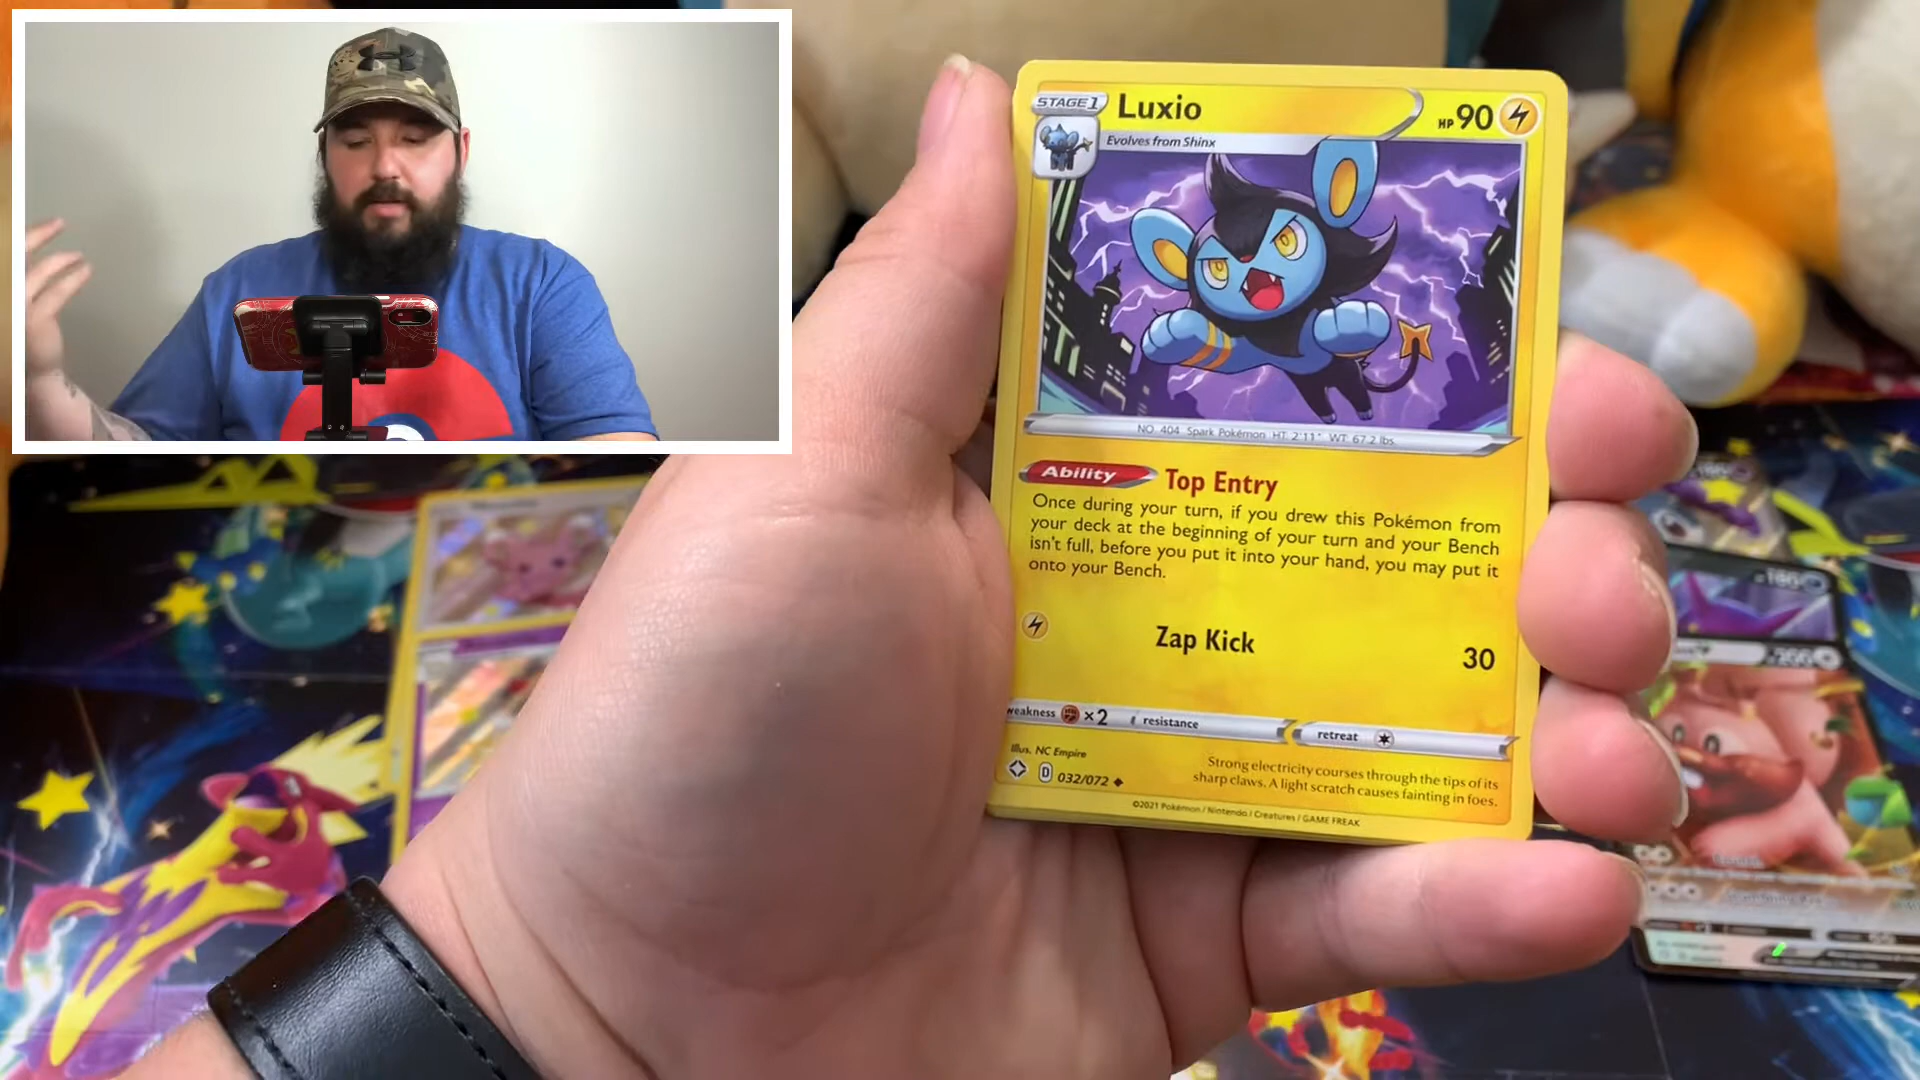 STAGE 1
Luxio
HP 90
Evolves from Shinx
NO. 404 Spark Pokémon HT: 2'11" WT: 67.2 lbs.
Ability Top Entry
Once during your turn, if you drew this Pokémon from
your deck at the beginning of your turn and your Bench
isn't full, before you put it into your hand, you may put it
onto your Bench.
Zap Kick 30
weakness ×2 resistance retreat
Illus. NC Empire
D 032/072
Strong electricity courses through the tips of its
sharp claws. A light scratch causes fainting in foes.
©2021 Pokémon / Nintendo / Creatures / GAME FREAK